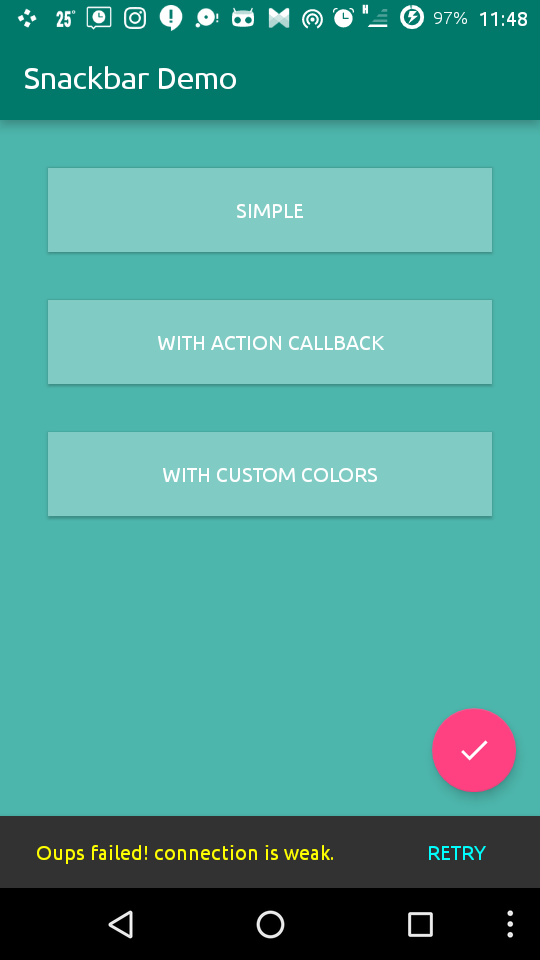 25° H 97% 11:48
Snackbar Demo
SIMPLE
WITH ACTION CALLBACK
WITH CUSTOM COLORS
Oups failed! connection is weak. RETRY